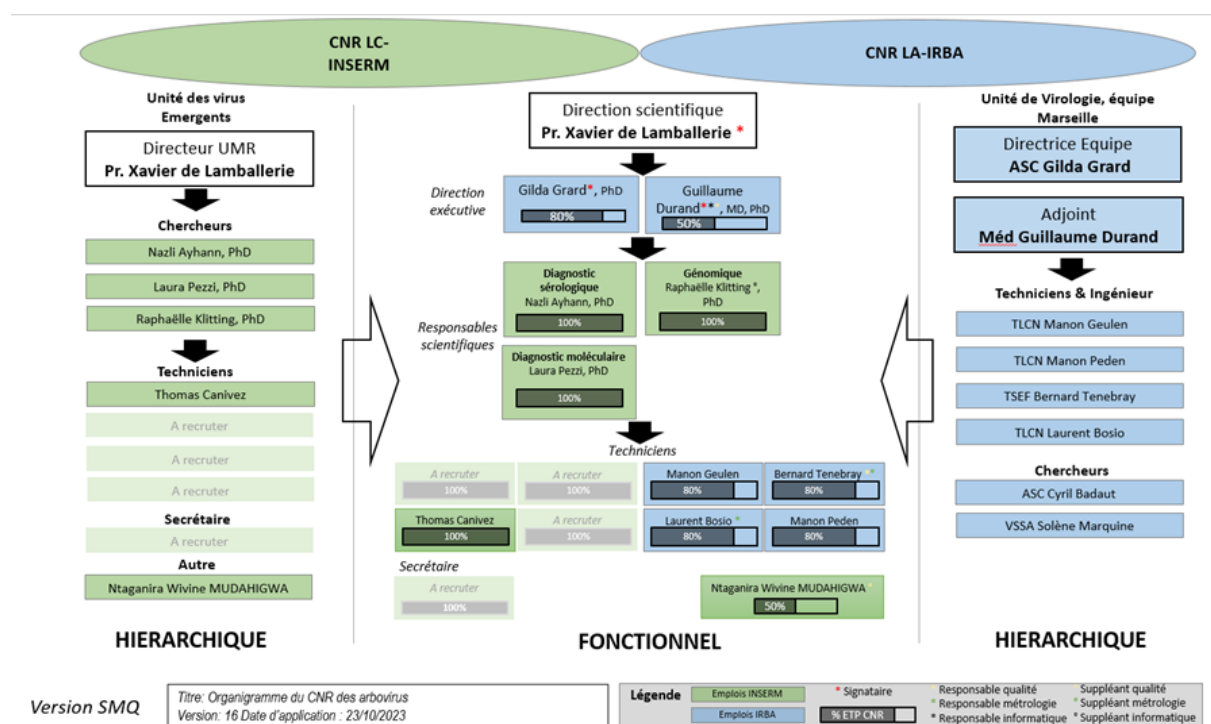 CNR LC-
INSERM
CNR LA-IRBA
Unité des virus
Emergents
Directeur UMR
Pr. Xavier de Lamballerie
Chercheurs
Nazli Ayhann, PhD
Laura Pezzi, PhD
Raphaëlle Klitting, PhD
Techniciens
Thomas Canivez
A recruter
A recruter
A recruter
Secrétaire
A recruter
Autre
Ntaganira Wivine MUDAHIGWA
HIERARCHIQUE
Direction scientifique
Pr. Xavier de Lamballerie *
Direction
exécutive
Gilda Grard*, PhD
80%
Guillaume
Durand***, MD, PhD
50%
Responsables
scientifiques
Diagnostic
sérologique
Nazli Ayhann, PhD
100%
Génomique
Raphaëlle Klitting *,
PhD
100%
Diagnostic moléculaire
Laura Pezzi, PhD
100%
Techniciens
A recruter
100%
A recruter
100%
Manon Geulen
80%
Bernard Tenebray **
80%
Thomas Canivez
100%
A recruter
100%
Laurent Bosio *
80%
Manon Peden
80%
Secrétaire
A recruter
100%
Ntaganira Wivine MUDAHIGWA *
50%
FONCTIONNEL
Unité de Virologie, équipe
Marseille
Directrice Equipe
ASC Gilda Grard
Adjoint
Méd Guillaume Durand
Techniciens & Ingénieur
TLCN Manon Geulen
TLCN Manon Peden
TSEF Bernard Tenebray
TLCN Laurent Bosio
Chercheurs
ASC Cyril Badaut
VSSA Solène Marquine
HIERARCHIQUE
Version SMQ
Titre: Organigramme du CNR des arbovirus
Version: 16 Date d'application : 23/10/2023
Légende
Emplois INSERM
Emplois IRBA
* Signataire
% ETP CNR
* Responsable qualité
* Responsable métrologie
* Responsable informatique
* Suppléant qualité
* Suppléant métrologie
* Suppléant informatique